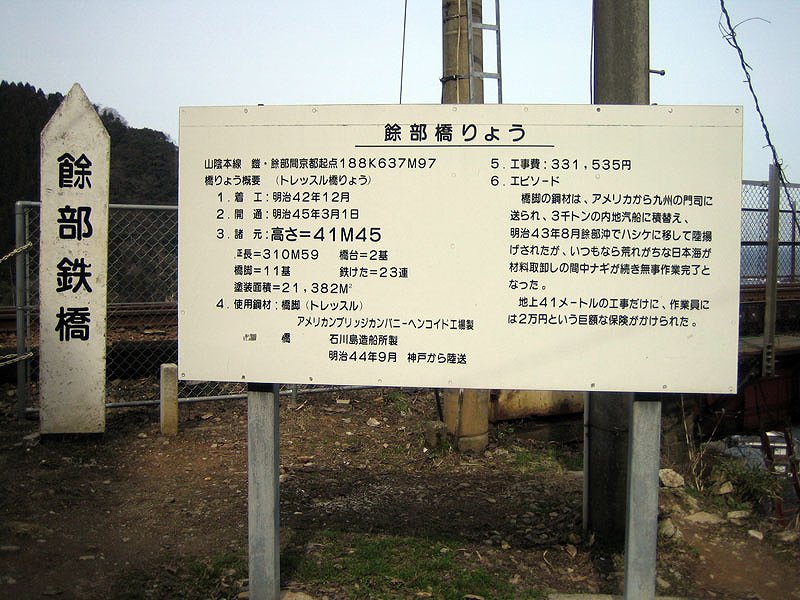 餘部鉄橋
餘部橋りょう
山陰本線 鎧・餘部間京都起点188K637M97
橋りょう概要 (トレッスル橋りょう)
1.着工:明治42年12月
2.開通:明治45年3月1日
3.諸元:高さ=41M45
延長=310M59 橋台=2基
橋脚=11基 鉄けた=23連
塗装面積=21,382M²
4.使用鋼材:橋脚(トレッスル)
アメリカンブリッジカンパニーヘンコイド工場製
橋 石川島造船所製
明治44年9月 神戸から陸送
5.工事費:331,535円
6.エピソード
橋脚の鋼材は、アメリカから九州の門司に
送られ、3千トンの内地汽船に積替え、
明治43年8月餘部沖でハシケに移して陸揚
げされたが、いつもなら荒れがちな日本海が
材料取卸しの間中ナギが続き無事作業完了と
なった。
地上41メートルの工事だけに、作業員に
は2万円という巨額な保険がかけられた。